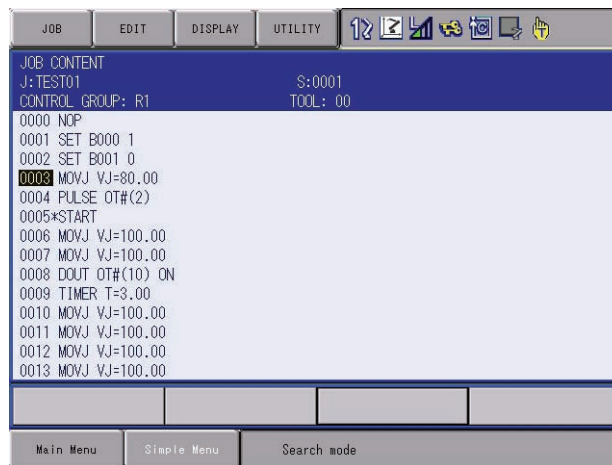 JOB EDIT DISPLAY UTILITY
JOB CONTENT
J:TEST01 S:0001
CONTROL GROUP: R1 TOOL: 00
0000 NOP
0001 SET B000 1
0002 SET B001 0
0003 MOVJ VJ=80.00
0004 PULSE OT#(2)
0005*START
0006 MOVJ VJ=100.00
0007 MOVJ VJ=100.00
0008 DOUT OT#(10) ON
0009 TIMER T=3.00
0010 MOVJ VJ=100.00
0011 MOVJ VJ=100.00
0012 MOVJ VJ=100.00
0013 MOVJ VJ=100.00
Main Menu Simple Menu Search mode